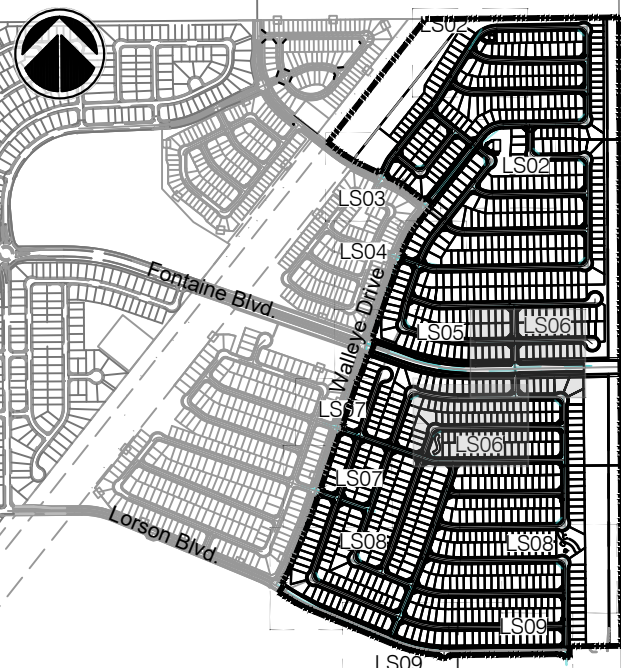 LS02
LS02
LS03
LS04
Fontaine Blvd.
Walleye Drive
LS05
LS06
LS07
LS06
LS07
Lorson Blvd.
LS08
LS08
LS09
LS09